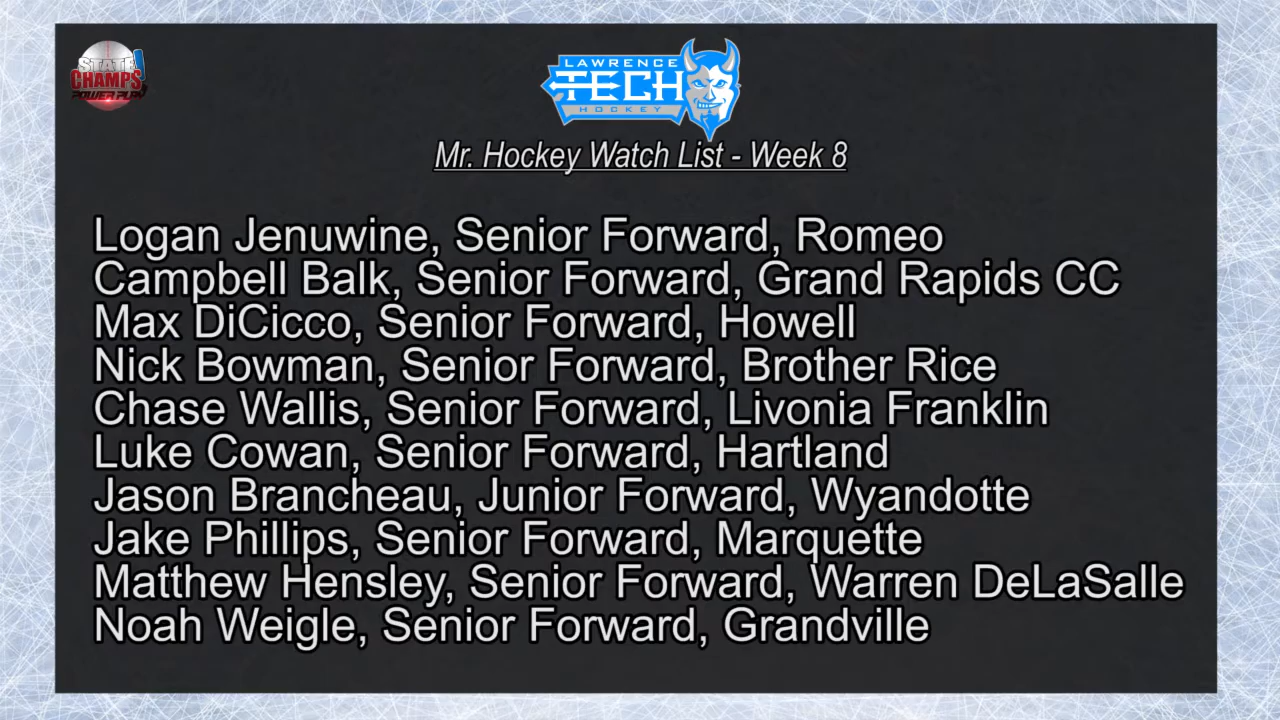 STATE
CHAMPS
POWER PLAY
LAWRENCE
TECH
HOCKEY
Mr. Hockey Watch List - Week 8
Logan Jenuwine, Senior Forward, Romeo
Campbell Balk, Senior Forward, Grand Rapids CC
Max DiCicco, Senior Forward, Howell
Nick Bowman, Senior Forward, Brother Rice
Chase Wallis, Senior Forward, Livonia Franklin
Luke Cowan, Senior Forward, Hartland
Jason Brancheau, Junior Forward, Wyandotte
Jake Phillips, Senior Forward, Marquette
Matthew Hensley, Senior Forward, Warren DeLaSalle
Noah Weigle, Senior Forward, Grandville